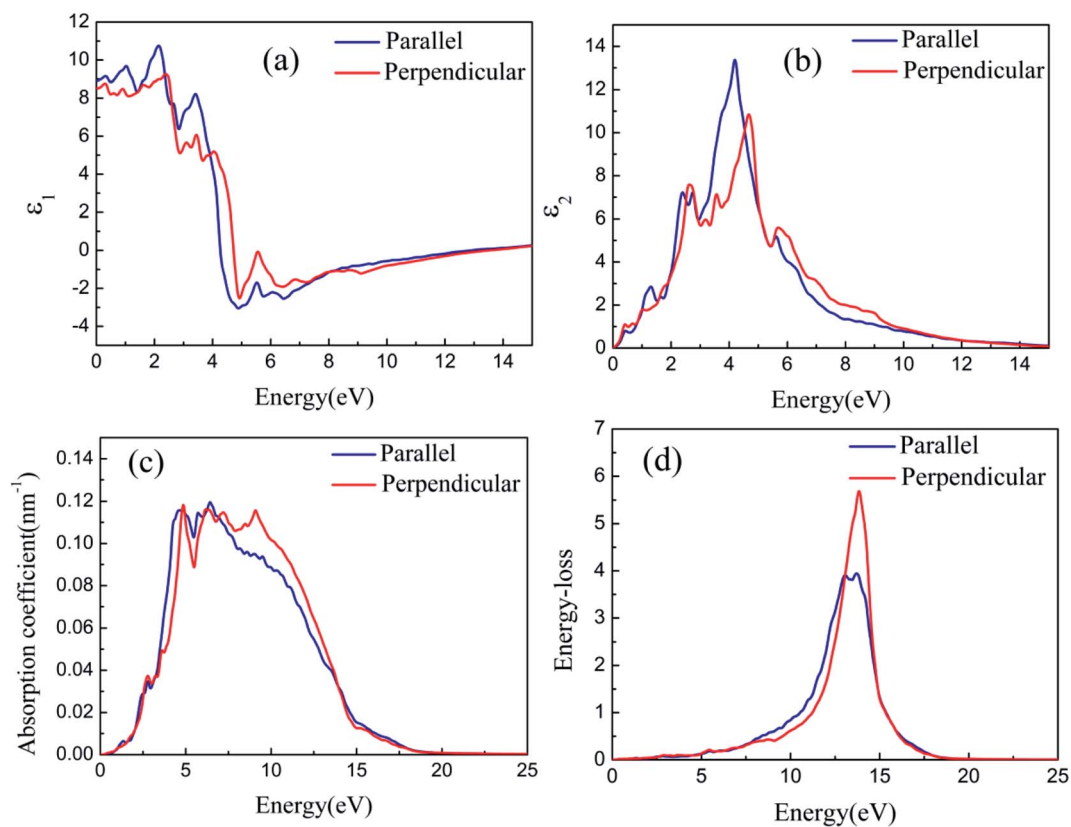 (a)
Parallel
Perpendicular
12
10
8
6
4
2
0
-2
-4
ε1
0 2 4 6 8 10 12 14
Energy(eV)
(b)
Parallel
Perpendicular
14
12
10
8
6
4
2
0
ε2
0 2 4 6 8 10 12 14
Energy(eV)
(c)
Parallel
Perpendicular
0.14
0.12
0.10
0.08
0.06
0.04
0.02
0.00
Absorption coefficient(nm-1)
0 5 10 15 20 25
Energy(eV)
(d)
Parallel
Perpendicular
7
6
5
4
3
2
1
0
Energy-loss
0 5 10 15 20 25
Energy(eV)